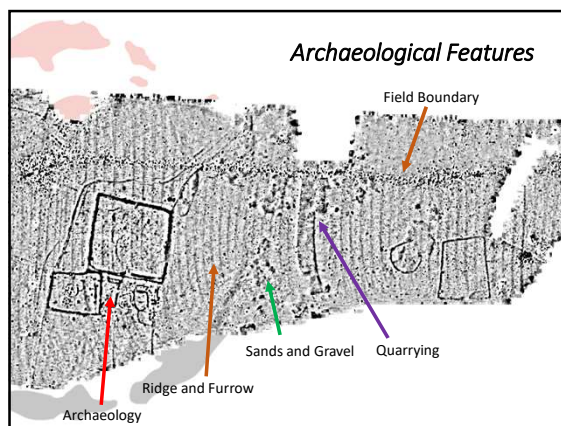 Archaeological Features
Field Boundary
Sands and Gravel
Quarrying
Ridge and Furrow
Archaeology